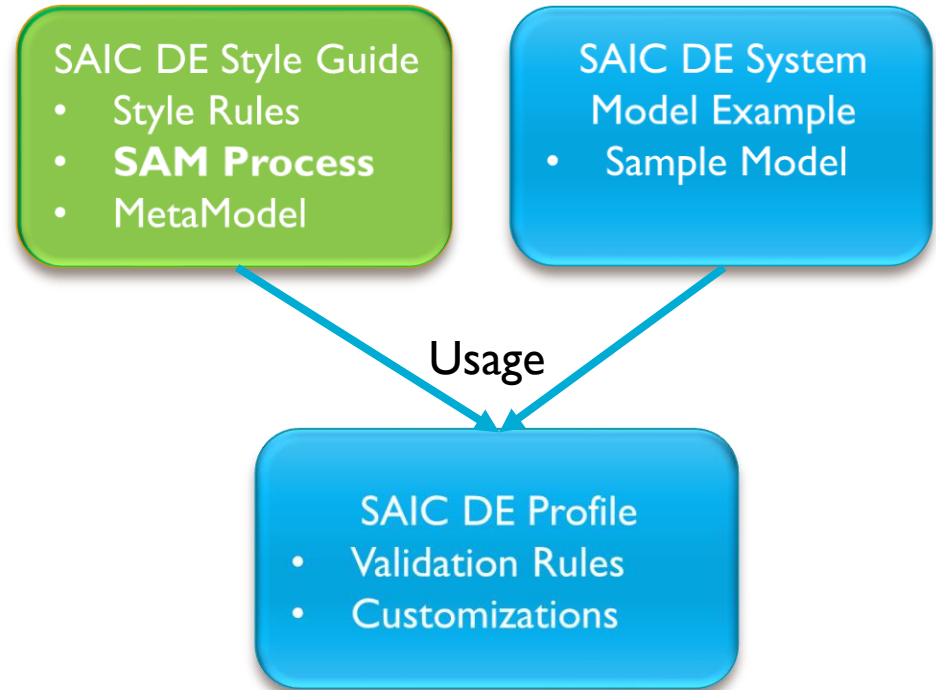 SAIC DE Style Guide
• Style Rules
• SAM Process
• MetaModel
SAIC DE System
Model Example
• Sample Model
Usage
SAIC DE Profile
• Validation Rules
• Customizations